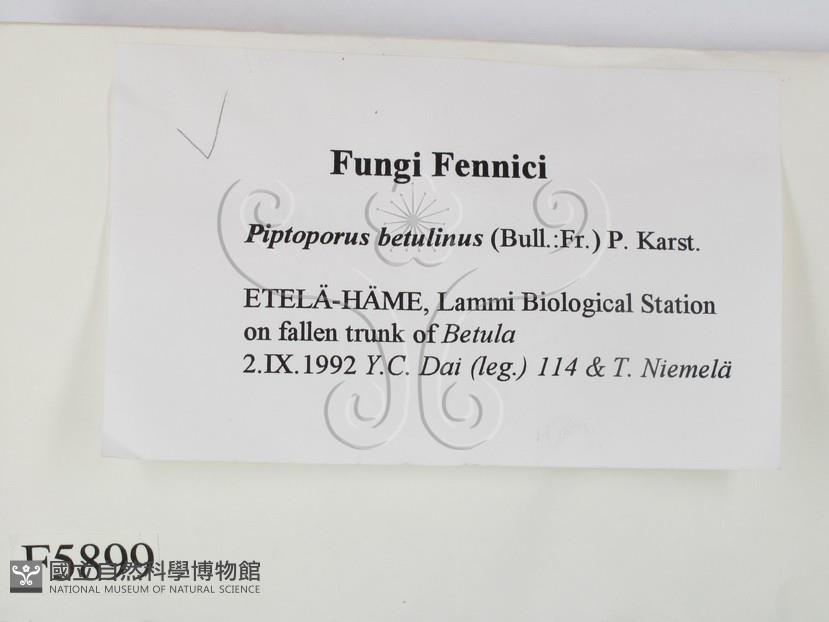 Fungi Fennici
Piptoporus betulinus (Bull.:Fr.) P. Karst.
ETELÄ-HÄME, Lammi Biological Station
on fallen trunk of Betula
2.IX.1992 Y.C. Dai (leg.) 114 & T. Niemelä
F5899
國立自然科學博物館
NATIONAL MUSEUM OF NATURAL SCIENCE